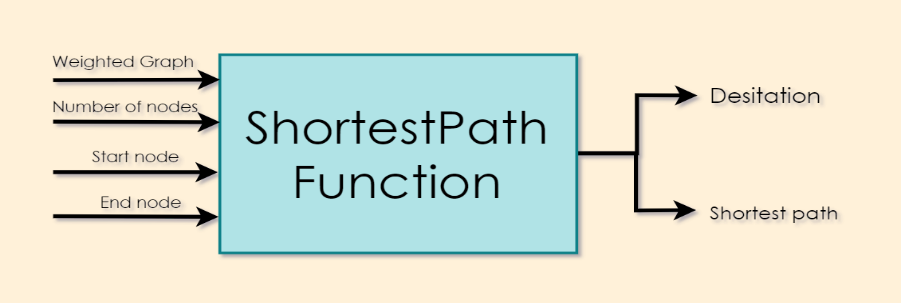 Weighted Graph
Number of nodes
Start node
End node
ShortestPath
Function
Desitation
Shortest path